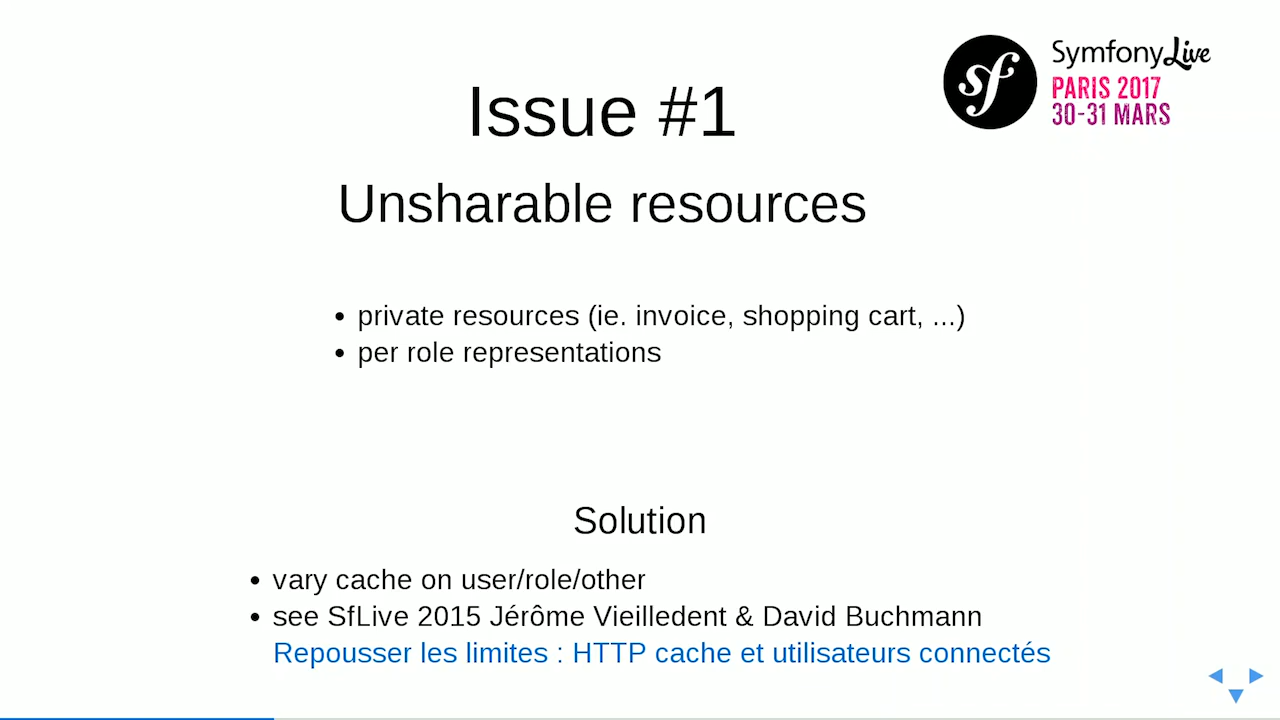 sf
SymfonyLive
PARIS 2017
30-31 MARS
Issue #1
Unsharable resources
• private resources (ie. invoice, shopping cart, ...)
• per role representations
Solution
• vary cache on user/role/other
• see SfLive 2015 Jérôme Vieilledent & David Buchmann
Repousser les limites : HTTP cache et utilisateurs connectés